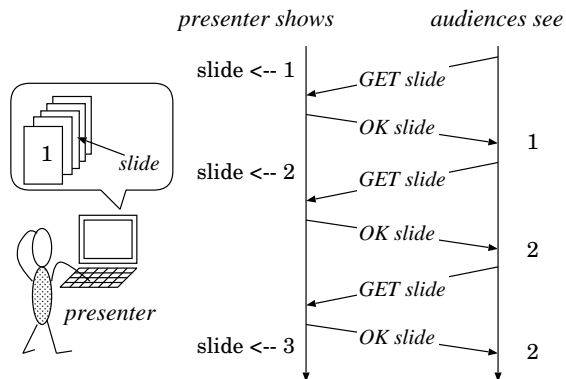 presenter shows
audiences see
slide <-- 1
GET slide
OK slide
1
1
slide
slide <-- 2
GET slide
OK slide
2
presenter
GET slide
slide <-- 3
OK slide
2